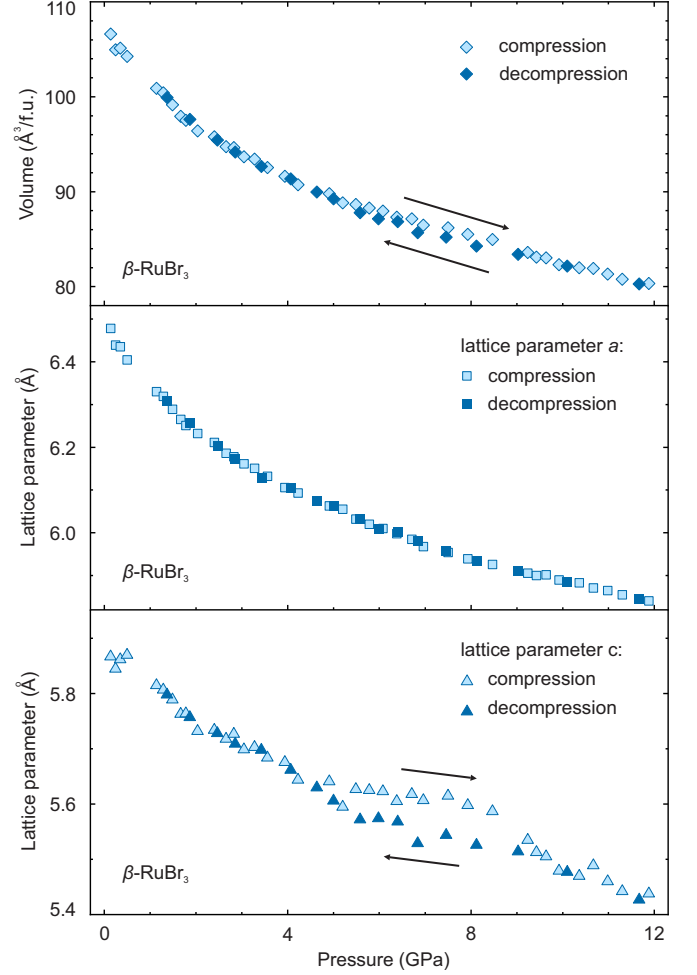 110
100
90
80
Volume (Å³/f.u.)
compression
decompression
β-RuBr₃
6.4
6.2
6.0
Lattice parameter (Å)
lattice parameter a:
compression
decompression
β-RuBr₃
5.8
5.6
5.4
Lattice parameter (Å)
lattice parameter c:
compression
decompression
β-RuBr₃
0 4 8 12
Pressure (GPa)